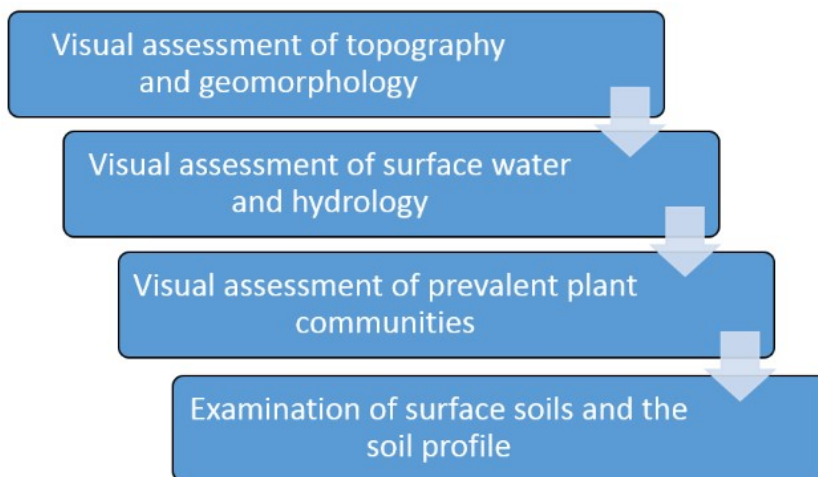 Visual assessment of topography
and geomorphology
Visual assessment of surface water
and hydrology
Visual assessment of prevalent plant
communities
Examination of surface soils and the
soil profile